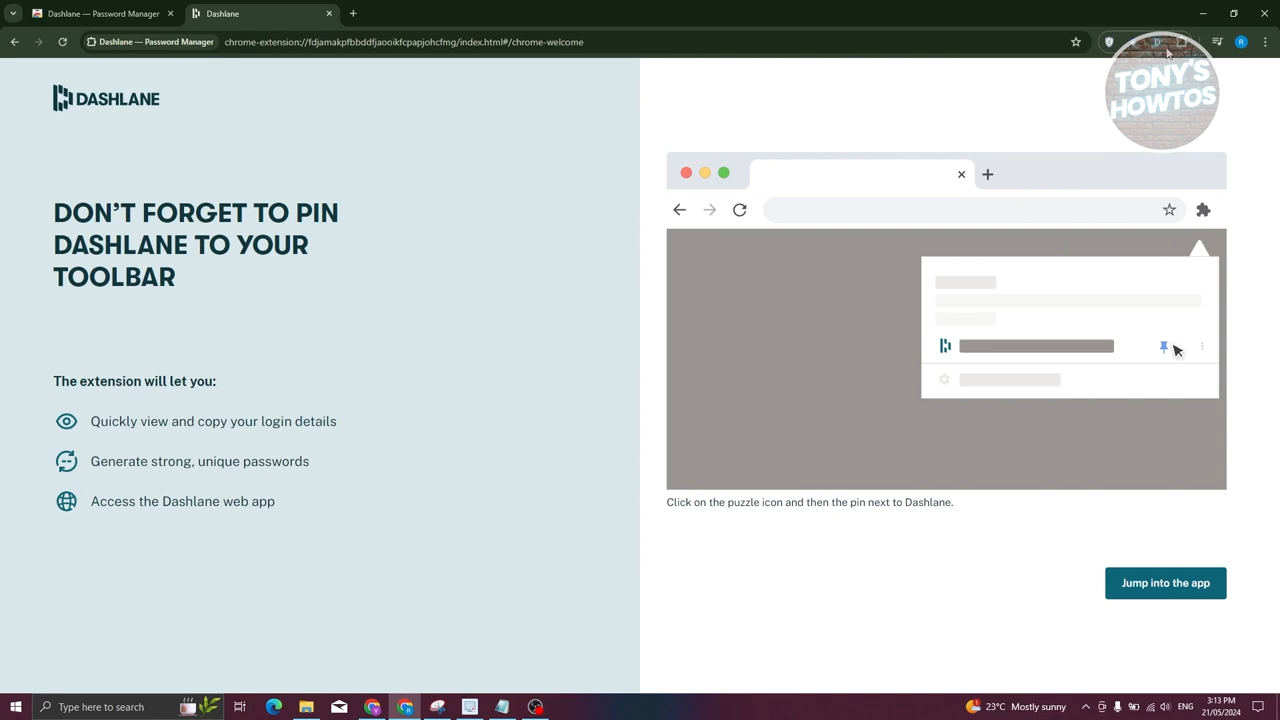 Dashlane — Password Manager
Dashlane
Dashlane — Password Manager
chrome-extension://fdjamakpfbbddfjaooikfcpapjohcfmg/index.html#/chrome-welcome
R
TONY'S
HOWTOS
DASHLANE
DON'T FORGET TO PIN
DASHLANE TO YOUR
TOOLBAR
The extension will let you:
Quickly view and copy your login details
Generate strong, unique passwords
Access the Dashlane web app
Click on the puzzle icon and then the pin next to Dashlane.
Jump into the app
Type here to search
23°C Mostly sunny
3:13 PM
21/05/2024